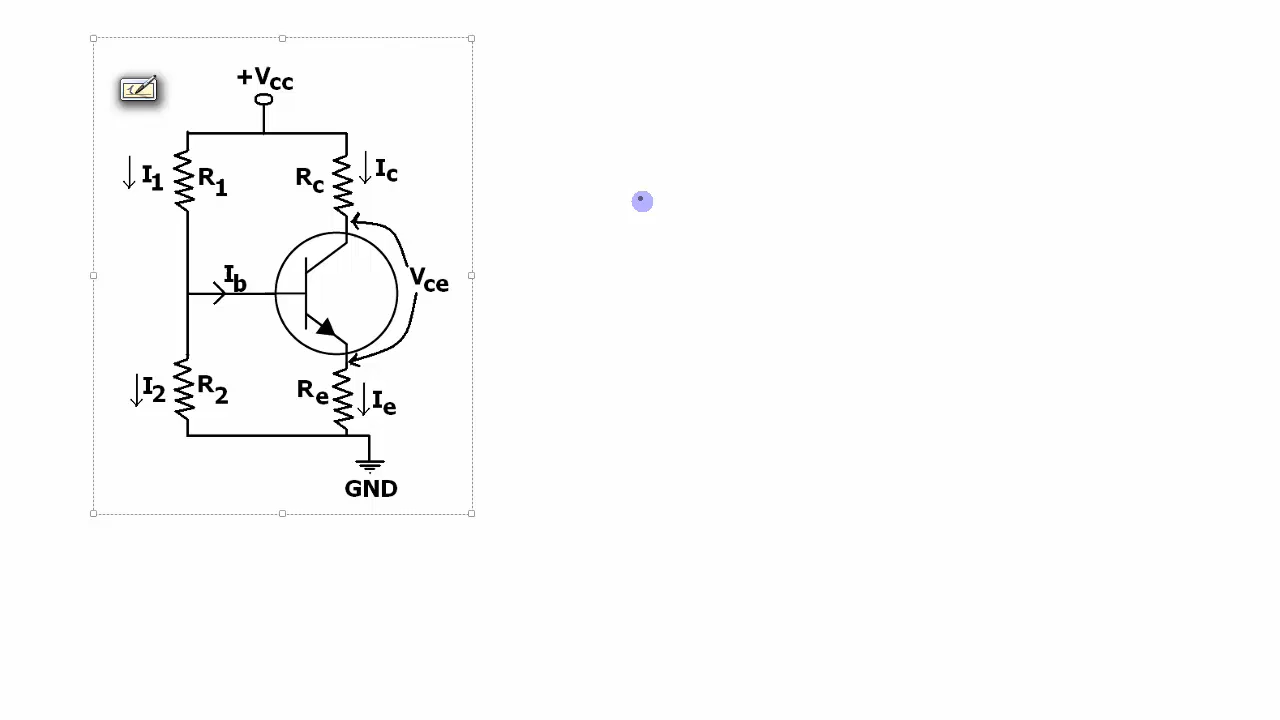 +Vcc
I1 R1 Rc Ic
Ib
Vce
I2 R2 Re Ie
GND